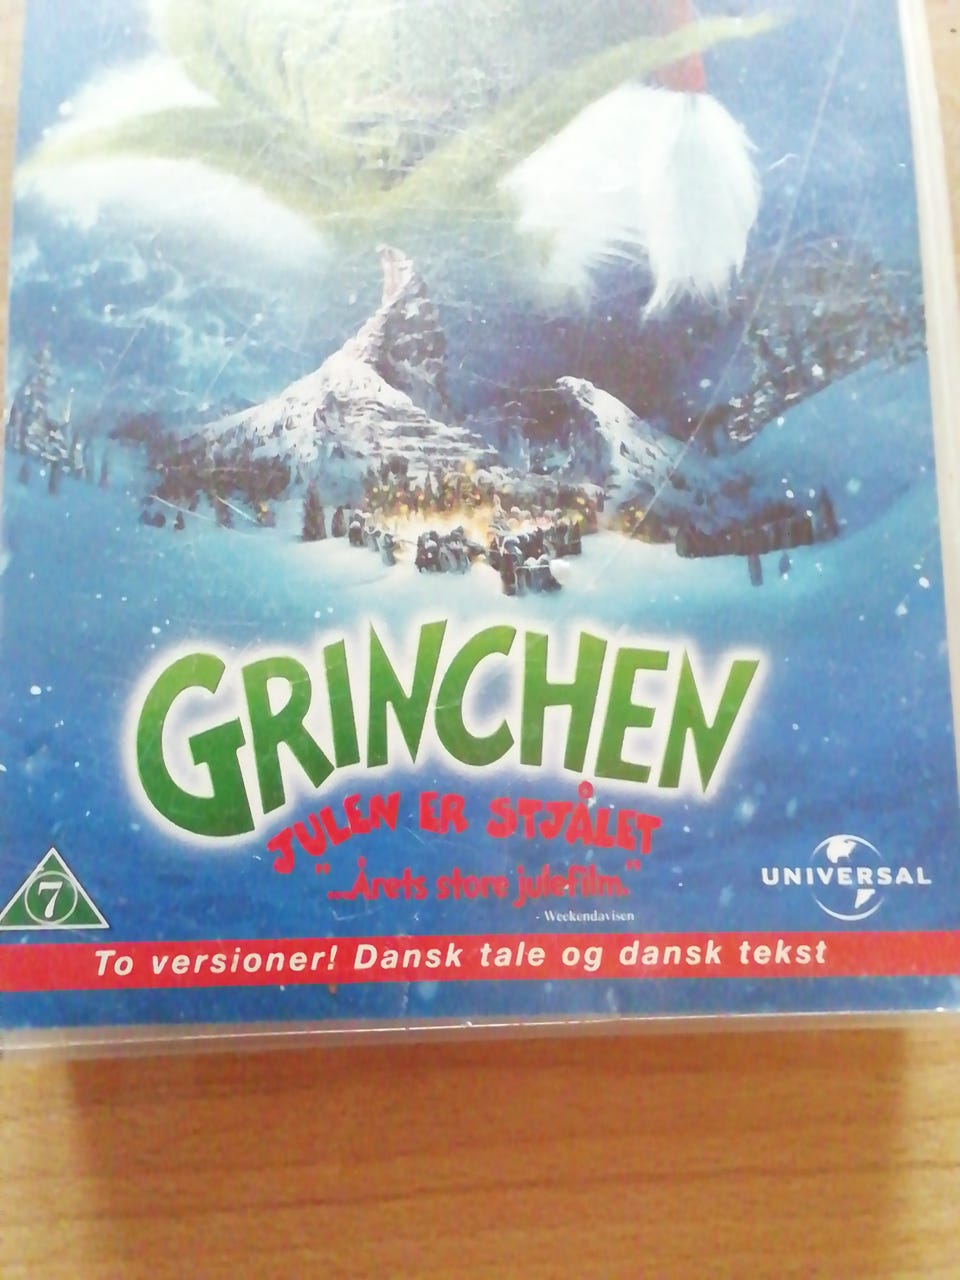 GRINCHEN
JULEN ER STJÅLET
"...Årets store julefilm."
- Weekendavisen
7
UNIVERSAL
To versioner! Dansk tale og dansk tekst